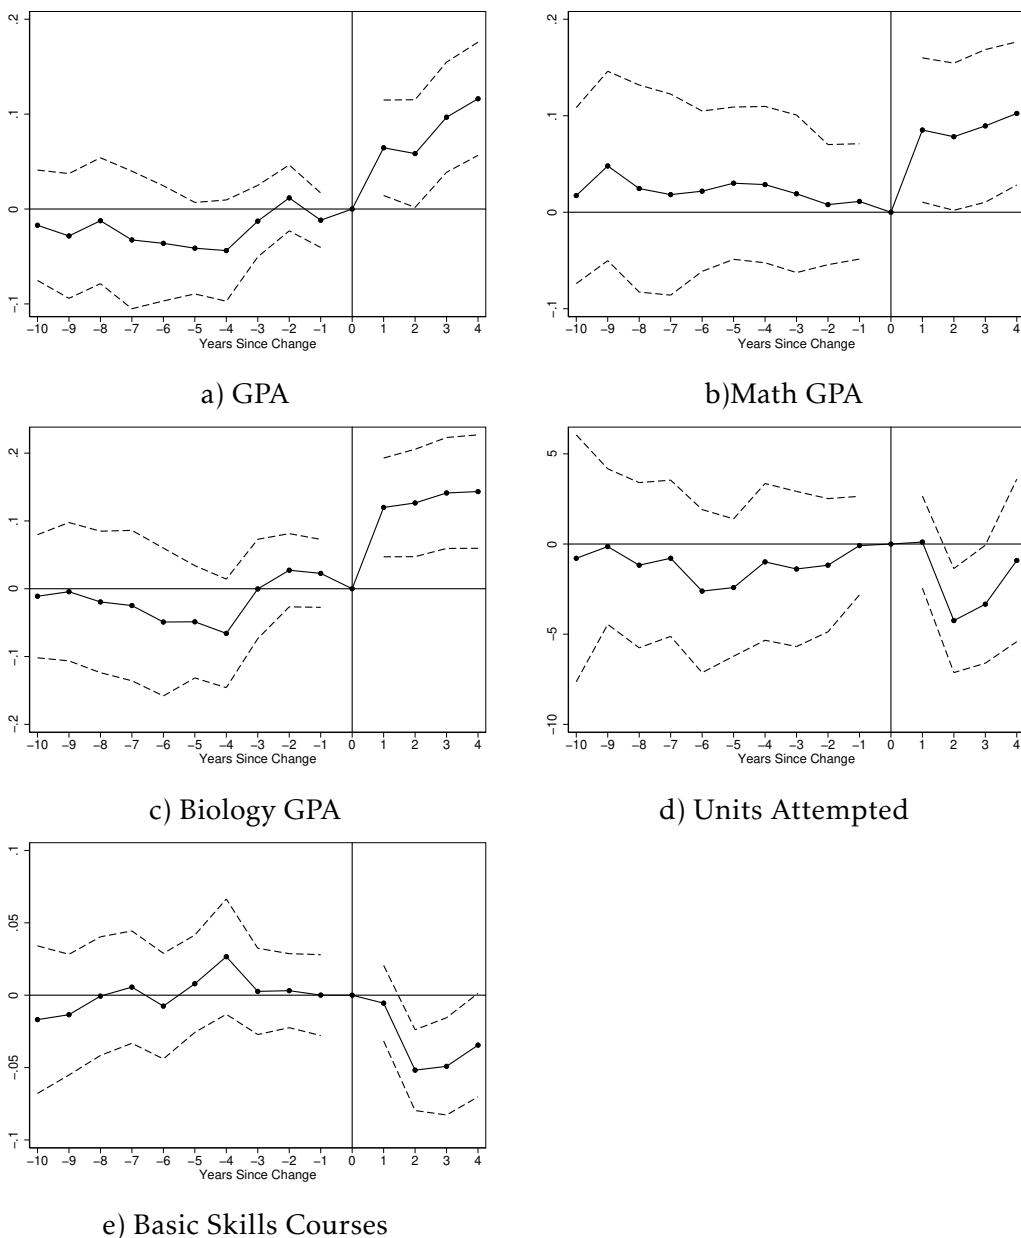 .2
.1
0
-.1
−10 −9 −8 −7 −6 −5 −4 −3 −2 −1 0 1 2 3 4
Years Since Change
a) GPA
.2
.1
0
-.1
−10 −9 −8 −7 −6 −5 −4 −3 −2 −1 0 1 2 3 4
Years Since Change
b)Math GPA
.2
.1
0
-.1
-.2
−10 −9 −8 −7 −6 −5 −4 −3 −2 −1 0 1 2 3 4
Years Since Change
c) Biology GPA
5
0
-5
-10
−10 −9 −8 −7 −6 −5 −4 −3 −2 −1 0 1 2 3 4
Years Since Change
d) Units Attempted
.1
.05
0
-.05
-.1
−10 −9 −8 −7 −6 −5 −4 −3 −2 −1 0 1 2 3 4
Years Since Change
e) Basic Skills Courses